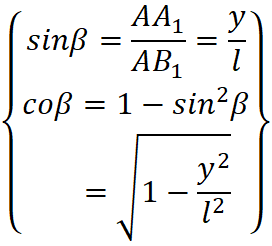 sinβ = AA₁/AB₁ = y/l
coβ = 1 − sin²β
= √(1 − y²/l²)